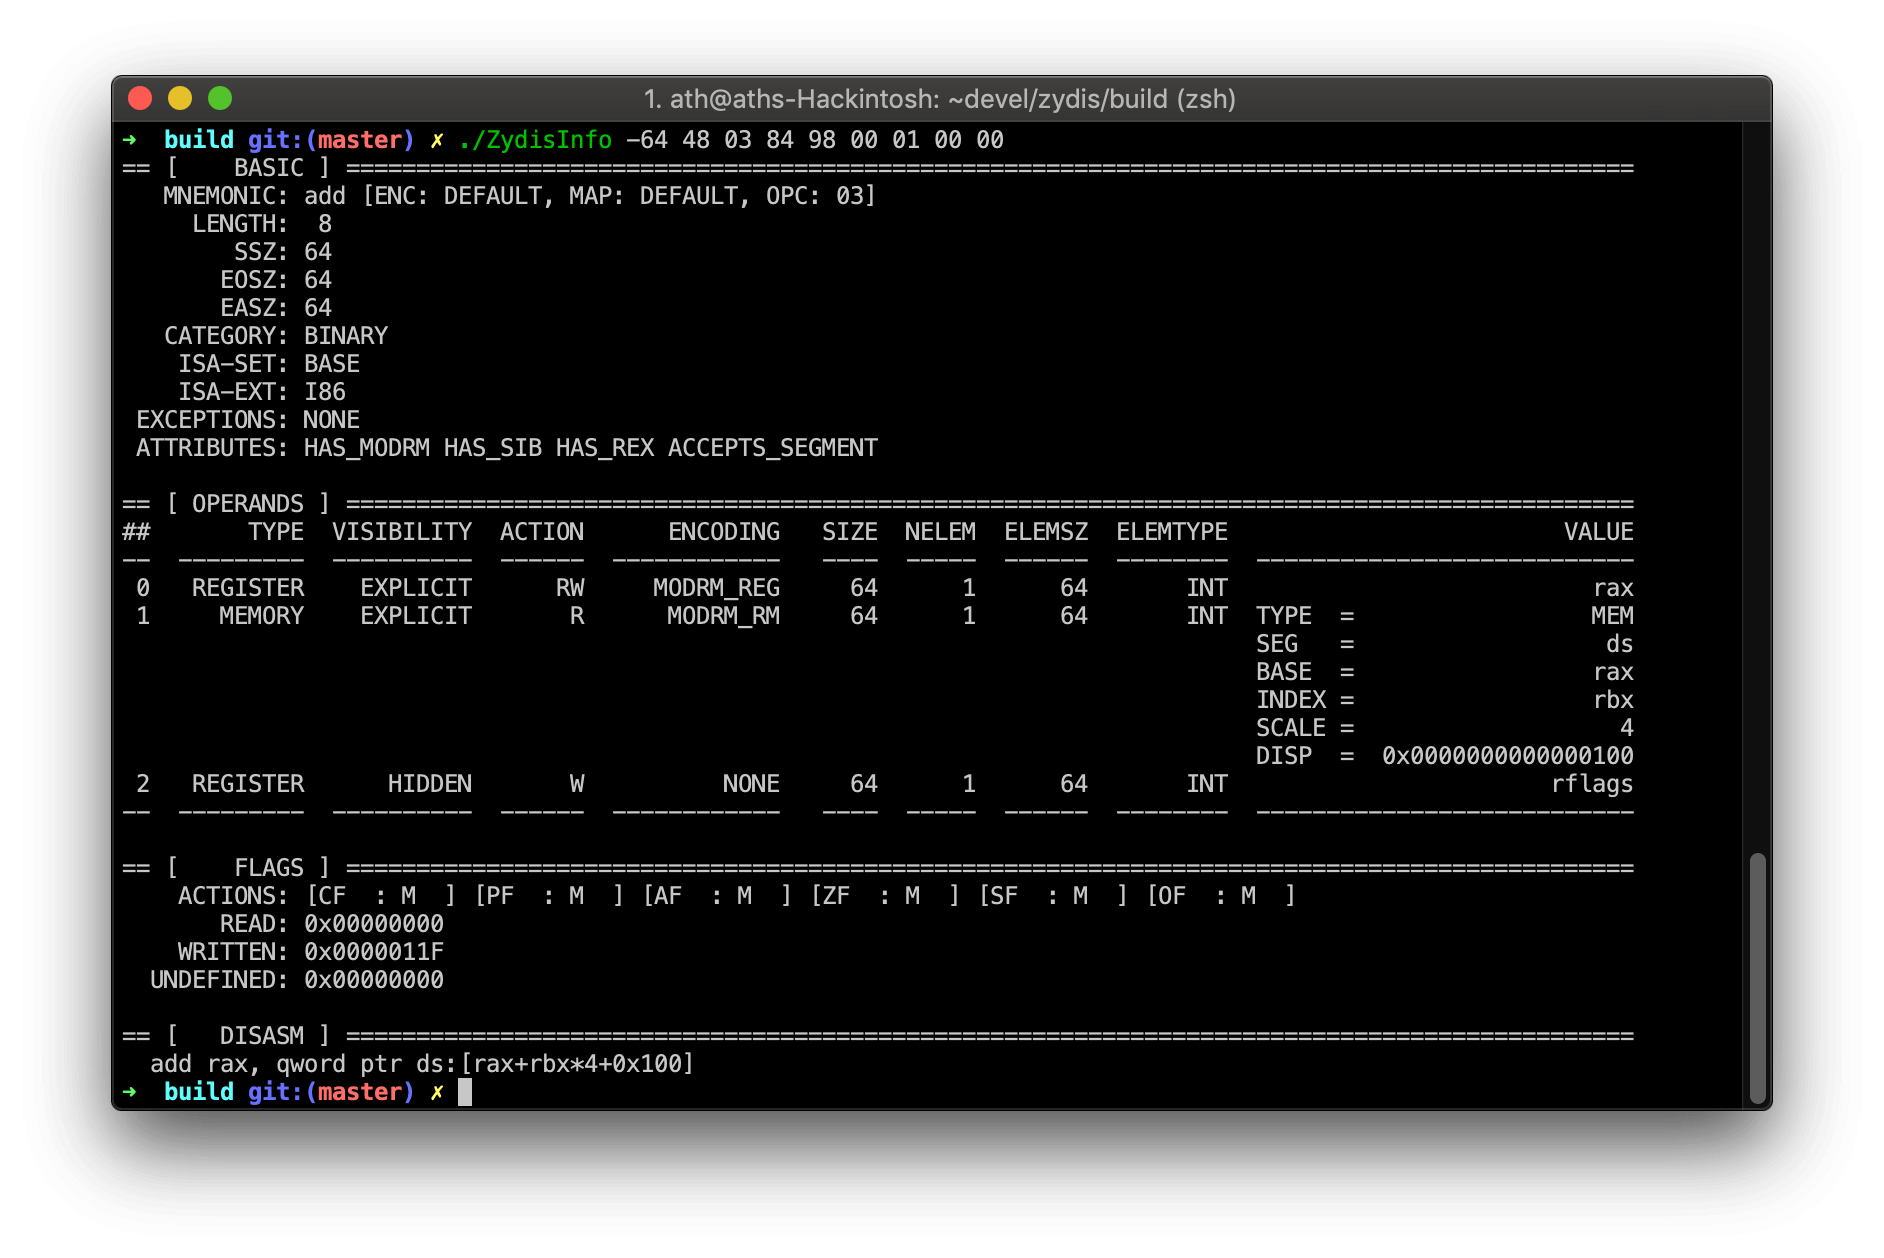 1. ath@aths-Hackintosh: ~devel/zydis/build (zsh)
➜  build git:(master) ✗ ./ZydisInfo -64 48 03 84 98 00 01 00 00
== [    BASIC ] ============================================================================================
   MNEMONIC: add [ENC: DEFAULT, MAP: DEFAULT, OPC: 03]
     LENGTH:  8
        SSZ: 64
       EOSZ: 64
       EASZ: 64
   CATEGORY: BINARY
    ISA-SET: BASE
    ISA-EXT: I86
 EXCEPTIONS: NONE
 ATTRIBUTES: HAS_MODRM HAS_SIB HAS_REX ACCEPTS_SEGMENT
== [ OPERANDS ] ============================================================================================
##       TYPE  VISIBILITY  ACTION      ENCODING   SIZE  NELEM  ELEMSZ  ELEMTYPE                        VALUE
--  ---------  ----------  ------  ------------   ----  -----  ------  --------  ---------------------------
 0   REGISTER    EXPLICIT      RW     MODRM_REG     64      1      64       INT                          rax
 1     MEMORY    EXPLICIT       R      MODRM_RM     64      1      64       INT  TYPE  =                 MEM
                                                                                 SEG   =                  ds
                                                                                 BASE  =                 rax
                                                                                 INDEX =                 rbx
                                                                                 SCALE =                   4
                                                                                 DISP  =  0x0000000000000100
 2   REGISTER      HIDDEN       W          NONE     64      1      64       INT                       rflags
--  ---------  ----------  ------  ------------   ----  -----  ------  --------  ---------------------------
== [    FLAGS ] ============================================================================================
    ACTIONS: [CF  : M  ] [PF  : M  ] [AF  : M  ] [ZF  : M  ] [SF  : M  ] [OF  : M  ]
       READ: 0x00000000
    WRITTEN: 0x0000011F
  UNDEFINED: 0x00000000
== [   DISASM ] ============================================================================================
  add rax, qword ptr ds:[rax+rbx*4+0x100]
➜  build git:(master) ✗